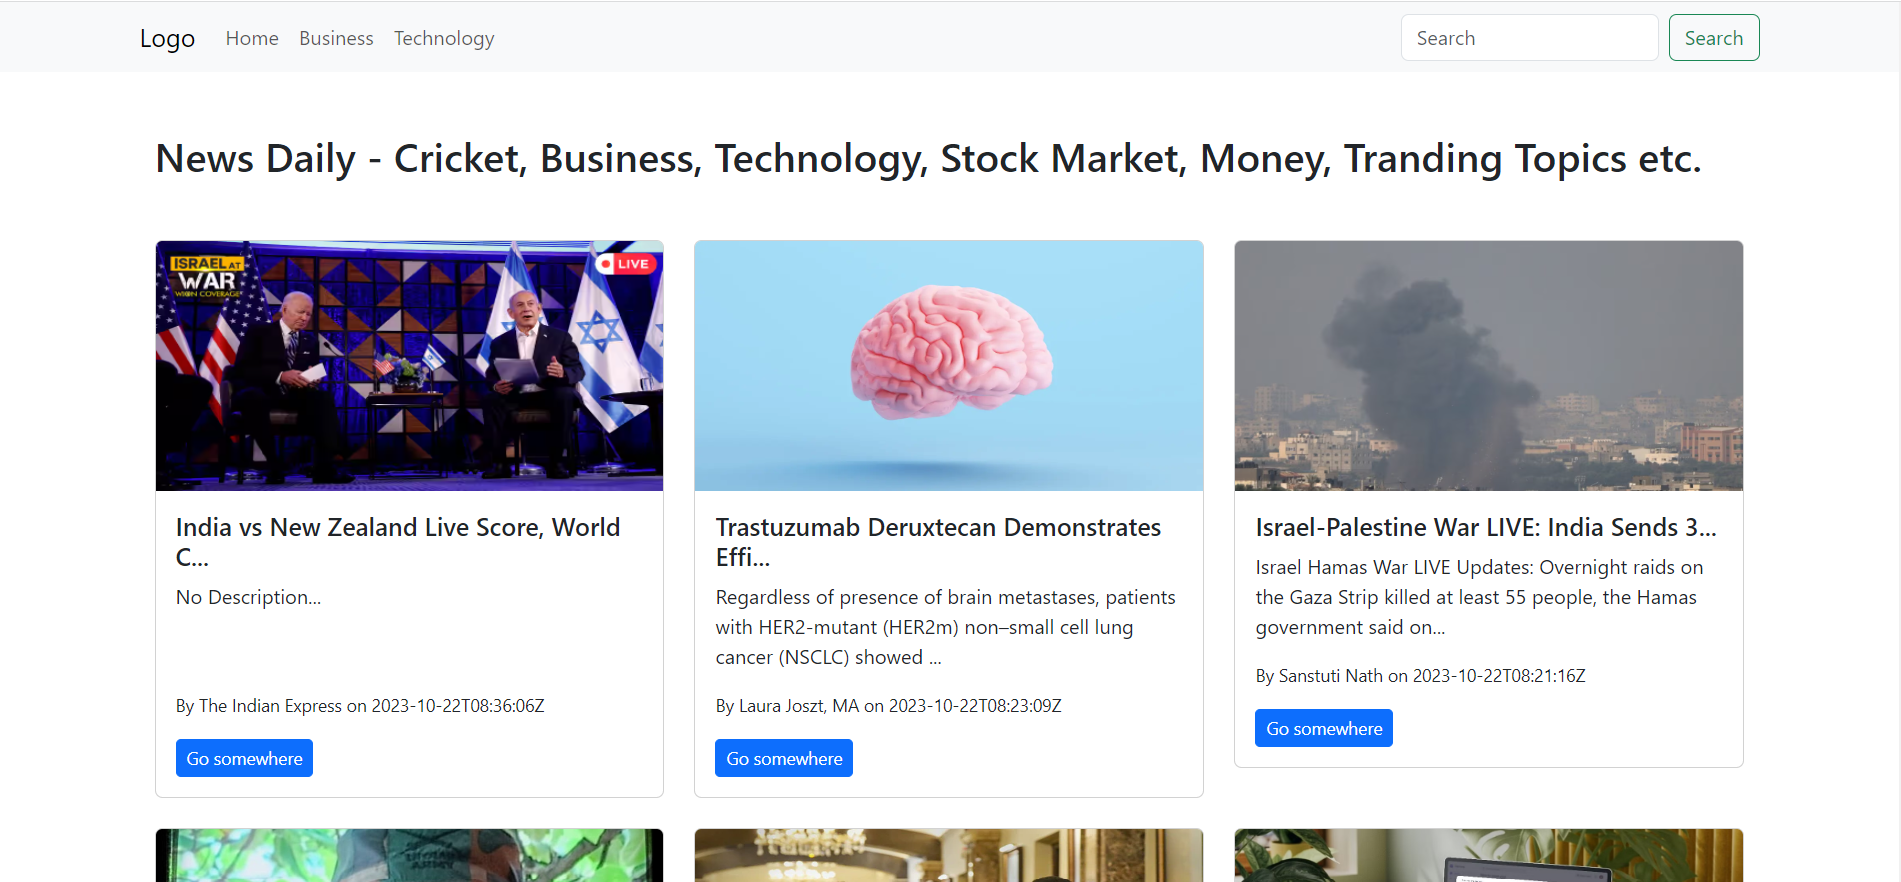 Logo Home Business Technology Search Search
News Daily - Cricket, Business, Technology, Stock Market, Money, Tranding Topics etc.
ISRAEL AT
WAR
WION COVERAGE
LIVE
India vs New Zealand Live Score, World
C...
No Description...
By The Indian Express on 2023-10-22T08:36:06Z
Go somewhere
Trastuzumab Deruxtecan Demonstrates
Effi...
Regardless of presence of brain metastases, patients
with HER2-mutant (HER2m) non–small cell lung
cancer (NSCLC) showed ...
By Laura Joszt, MA on 2023-10-22T08:23:09Z
Go somewhere
Israel-Palestine War LIVE: India Sends 3...
Israel Hamas War LIVE Updates: Overnight raids on
the Gaza Strip killed at least 55 people, the Hamas
government said on...
By Sanstuti Nath on 2023-10-22T08:21:16Z
Go somewhere